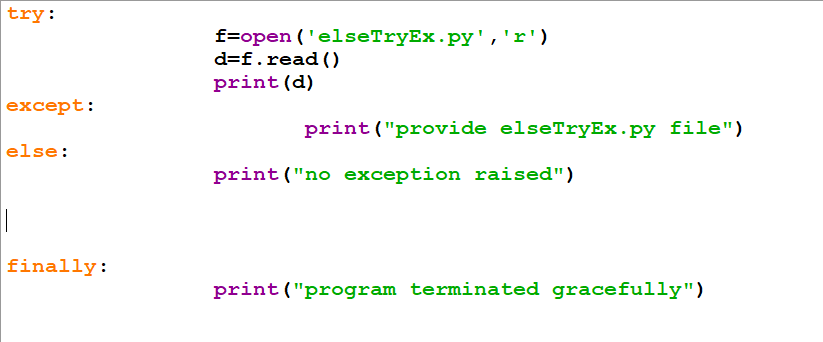 try:
f=open('elseTryEx.py','r')
d=f.read()
print(d)
except:
print("provide elseTryEx.py file")
else:
print("no exception raised")
finally:
print("program terminated gracefully")